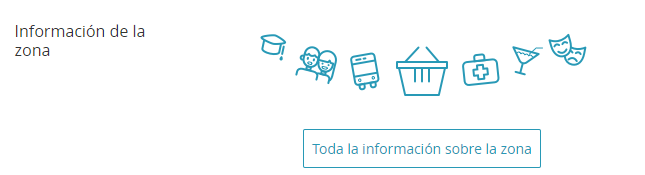 Información de la
zona
Toda la información sobre la zona